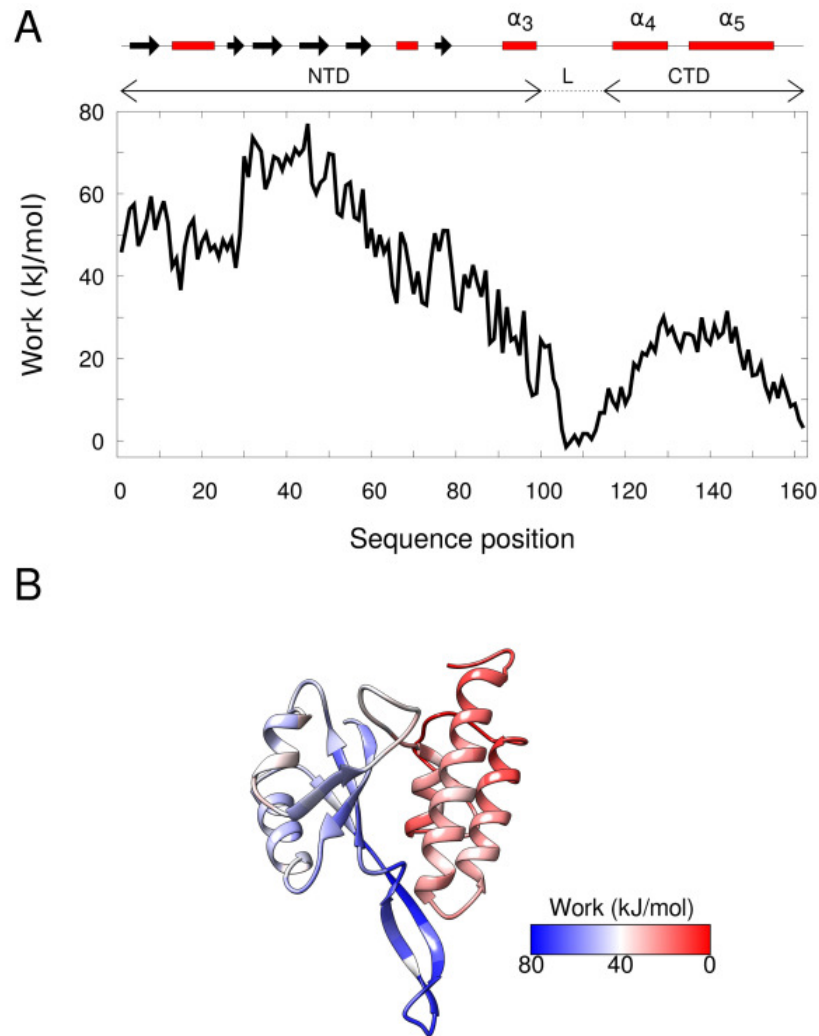 A
α3 α4 α5
NTD L CTD
80
60
40
20
0
Work (kJ/mol)
0 20 40 60 80 100 120 140 160
Sequence position
B
Work (kJ/mol)
80 40 0